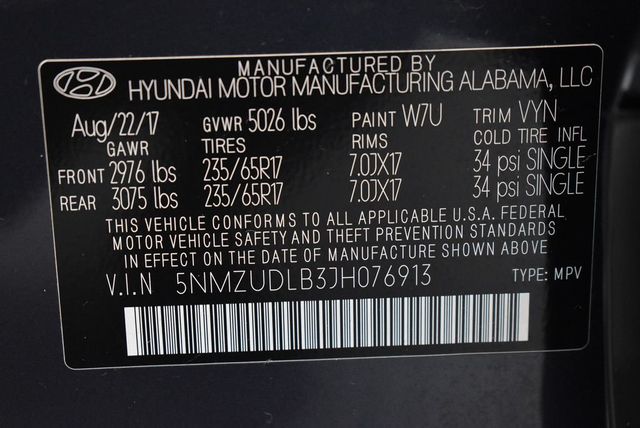 MANUFACTURED BY
HYUNDAI MOTOR MANUFACTURING ALABAMA, LLC
Aug/22/17 GVWR 5026 lbs PAINT W7U TRIM VYN
GAWR TIRES RIMS COLD TIRE INFL
FRONT 2976 lbs 235/65R17 7.0JX17 34 psi SINGLE
REAR 3075 lbs 235/65R17 7.0JX17 34 psi SINGLE
THIS VEHICLE CONFORMS TO ALL APPLICABLE U.S.A. FEDERAL
MOTOR VEHICLE SAFETY AND THEFT PREVENTION STANDARDS
IN EFFECT ON THE DATE OF MANUFACTURE SHOWN ABOVE.
V.I.N 5NMZUDLB3JH076913 TYPE: MPV